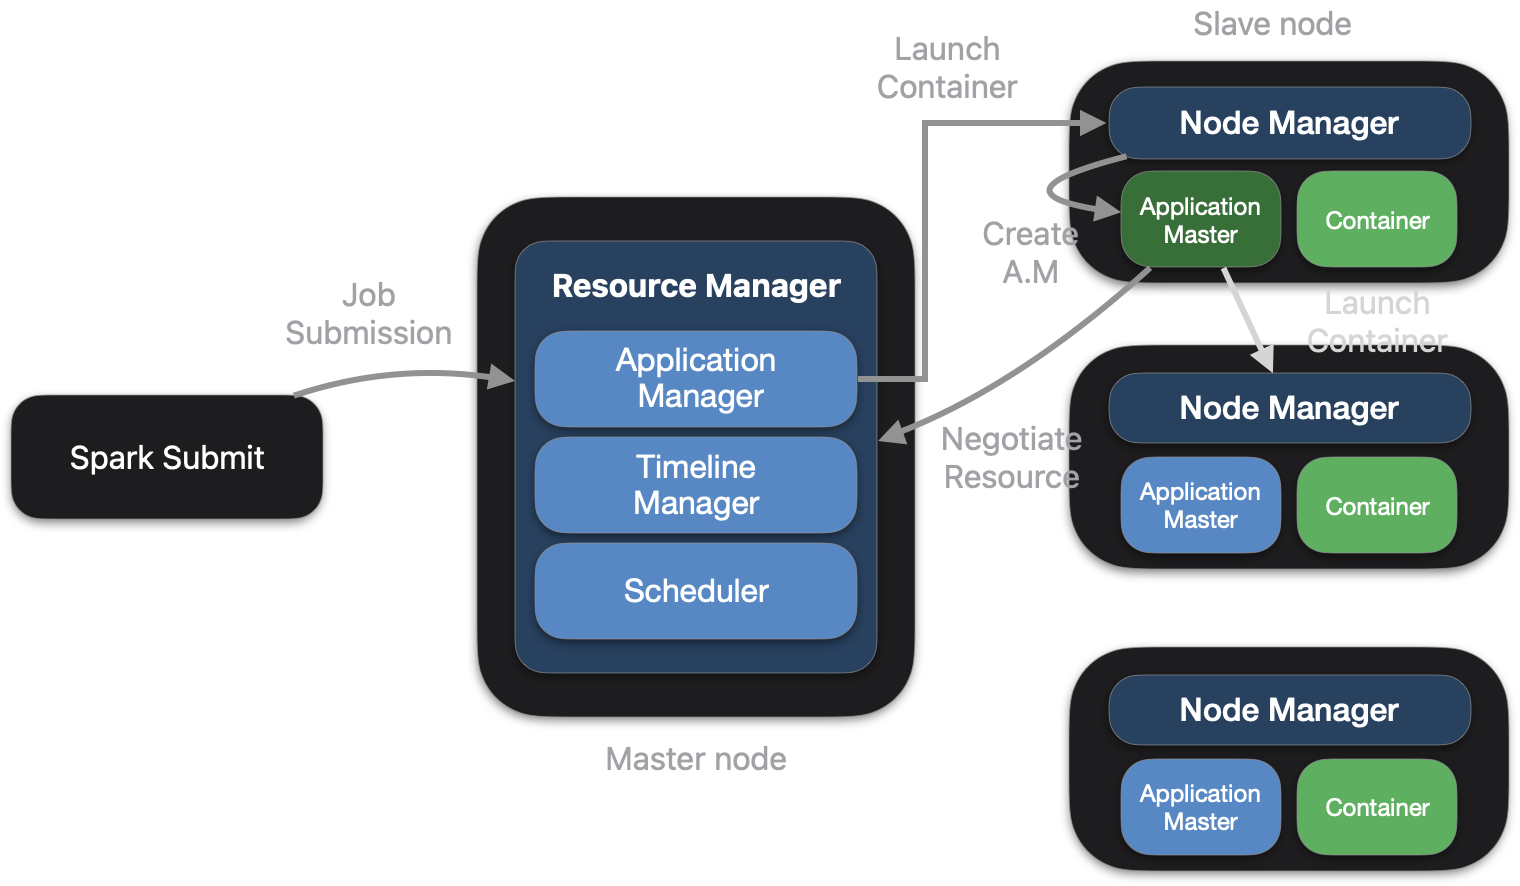 Slave node
Launch
Container
Node Manager
Application
Master
Container
Create
A.M
Job
Submission
Resource Manager
Application
Manager
Timeline
Manager
Scheduler
Master node
Spark Submit
Negotiate
Resource
Launch
Container
Node Manager
Application
Master
Container
Node Manager
Application
Master
Container